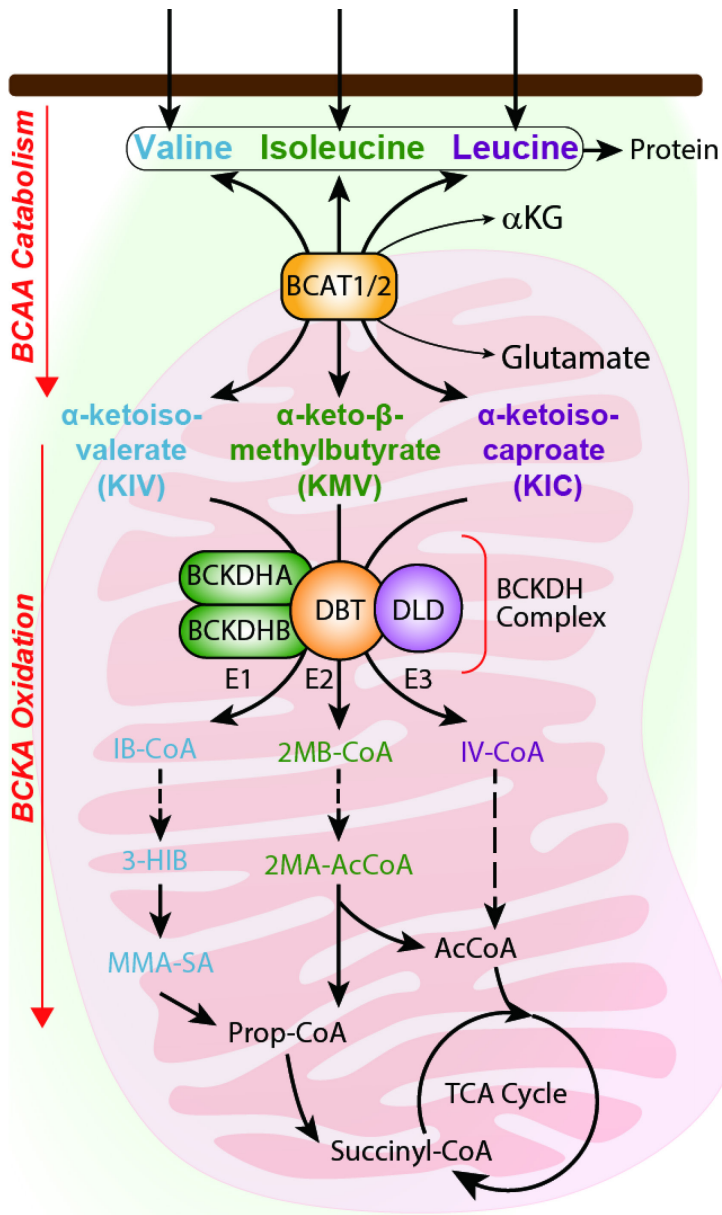 BCAA Catabolism
Valine Isoleucine Leucine
Protein
αKG
BCAT1/2
Glutamate
α-ketoiso-
valerate
(KIV)
α-keto-β-
methylbutyrate
(KMV)
α-ketoiso-
caproate
(KIC)
BCKA Oxidation
BCKDHA
BCKDHB
DBT
DLD
BCKDH
Complex
E1 E2 E3
IB-CoA 2MB-CoA IV-CoA
3-HIB 2MA-AcCoA
AcCoA
MMA-SA
Prop-CoA
TCA Cycle
Succinyl-CoA